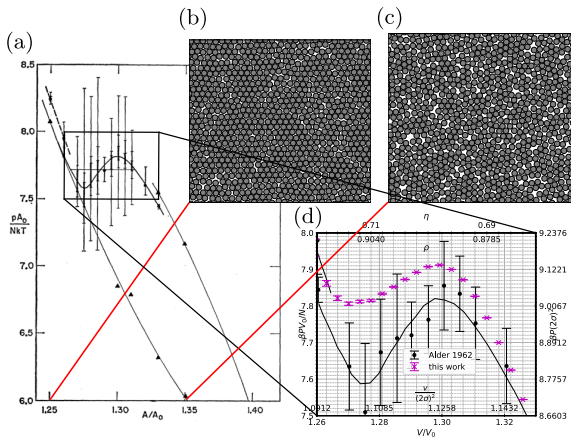 (b)
(c)
(a)
8.5
8.0
7.5
7.0
6.5
6.0
pA₀
NkT
1.25
1.30
1.35
1.40
A/A₀
(d)
η
0.71
0.69
0.9040
0.8785
ρ
8.0
7.9
7.8
7.7
7.6
7.5
βPV₀/N
9.2376
9.1221
9.0067
8.8912
8.7757
8.6603
βP(2σ)²
Alder 1962
this work
v
(2σ)²
1.0912
1.1085
1.1258
1.1432
1.26
1.28
1.30
1.32
V/V₀